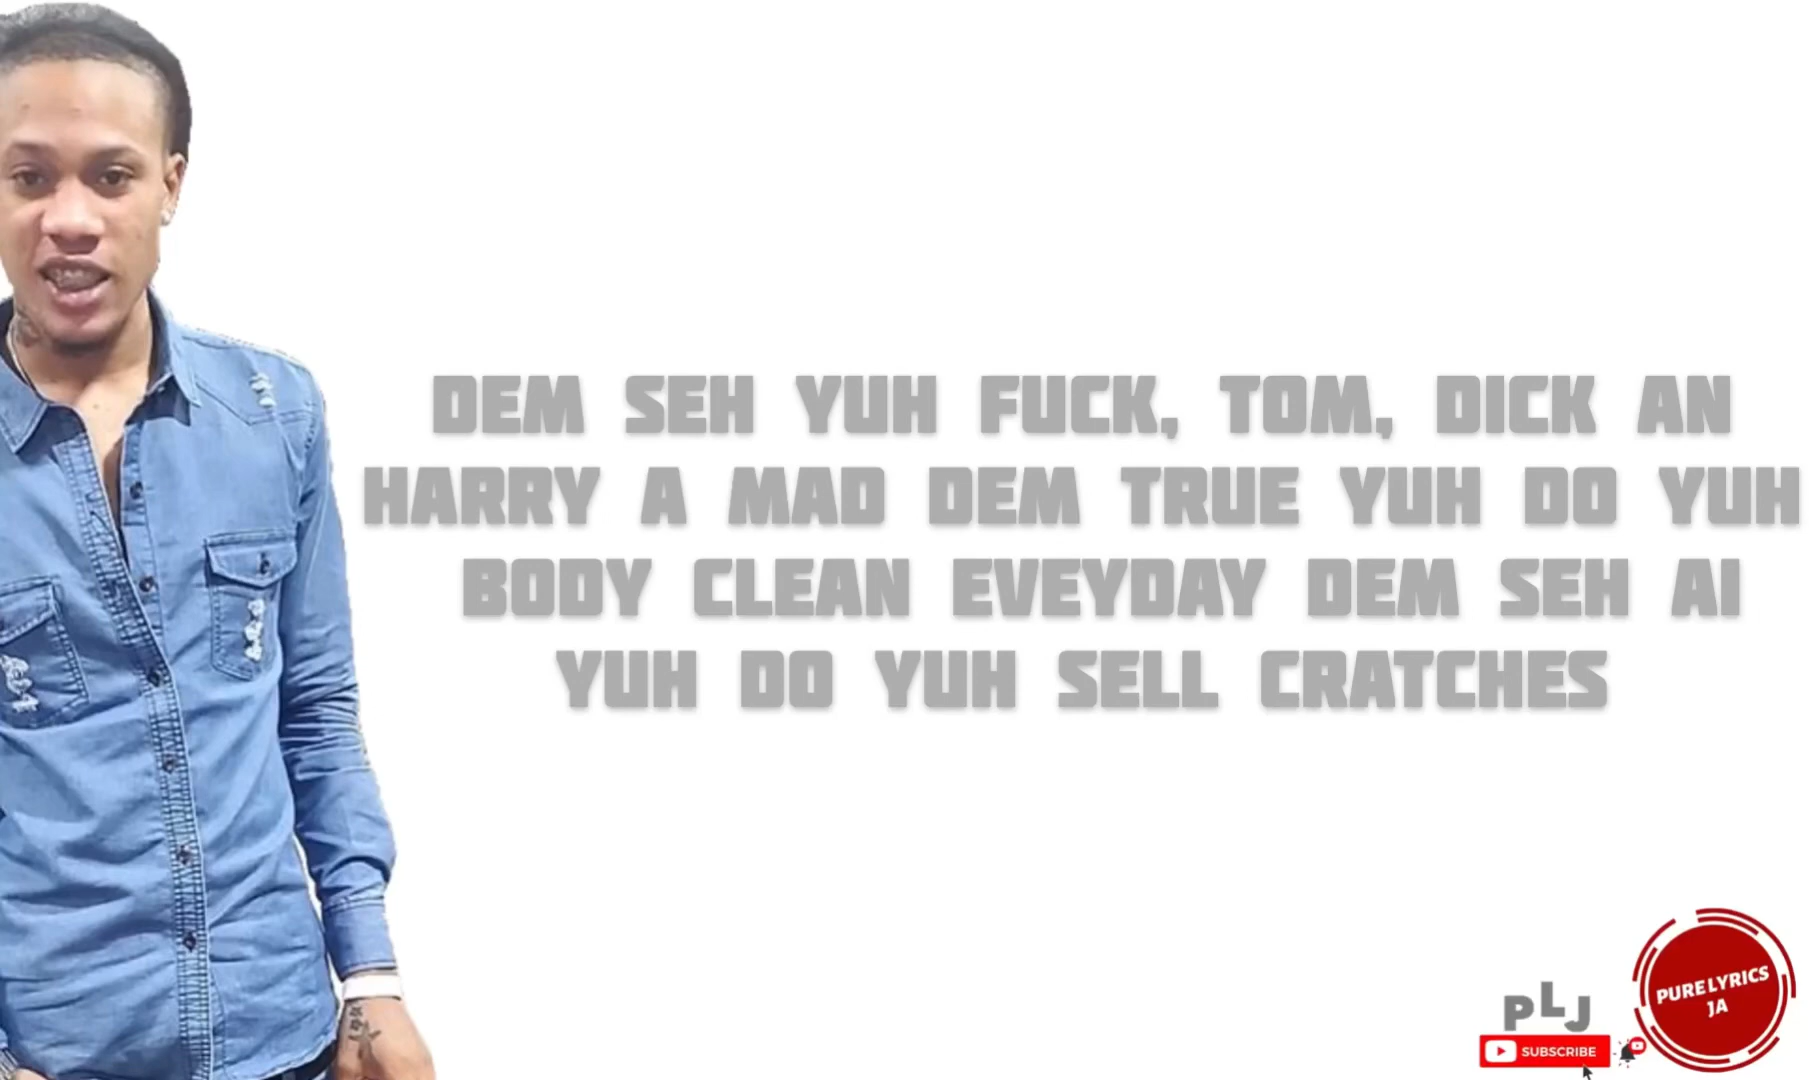 DEM SEH YUH FUCK, TOM, DICK AN
HARRY A MAD DEM TRUE YUH DO YUH
BODY CLEAN EVEYDAY DEM SEH AI
YUH DO YUH SELL CRATCHES
PLJ
SUBSCRIBE
PURE LYRICS
JA